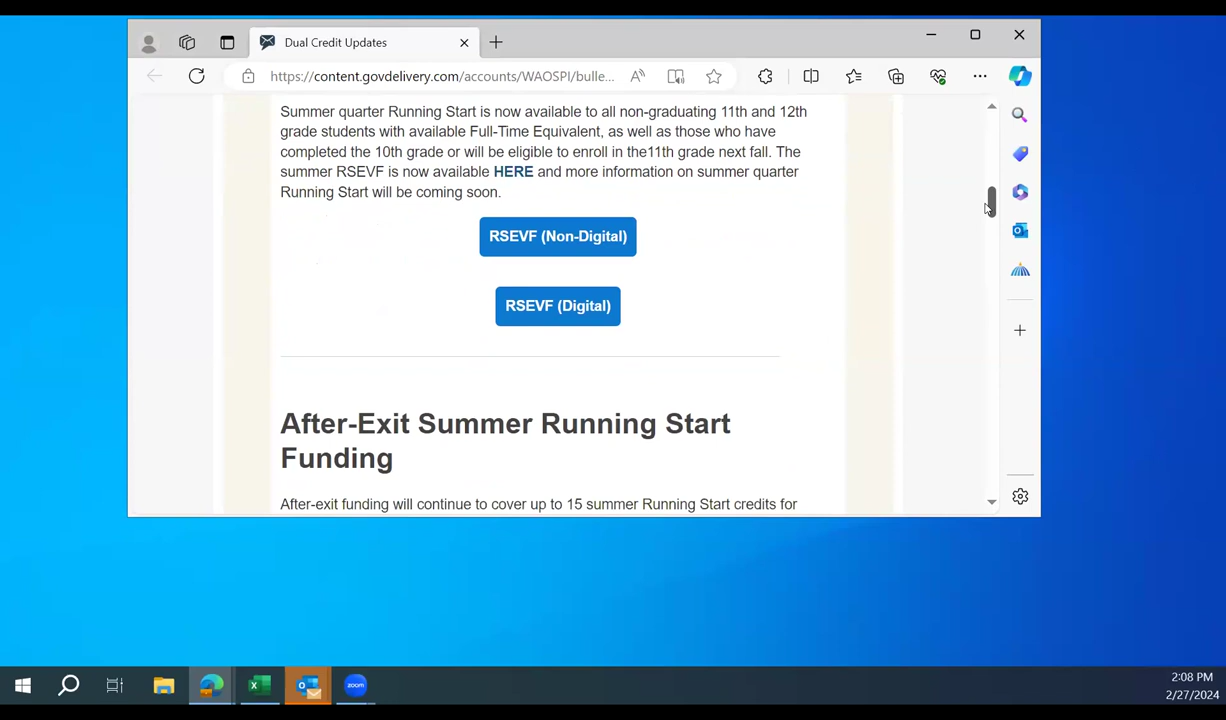 Dual Credit Updates
https://content.govdelivery.com/accounts/WAOSPI/bulle...
Summer quarter Running Start is now available to all non-graduating 11th and 12th
grade students with available Full-Time Equivalent, as well as those who have
completed the 10th grade or will be eligible to enroll in the11th grade next fall. The
summer RSEVF is now available HERE and more information on summer quarter
Running Start will be coming soon.
RSEVF (Non-Digital)
RSEVF (Digital)
After-Exit Summer Running Start
Funding
After-exit funding will continue to cover up to 15 summer Running Start credits for
zoom
2:08 PM
2/27/2024